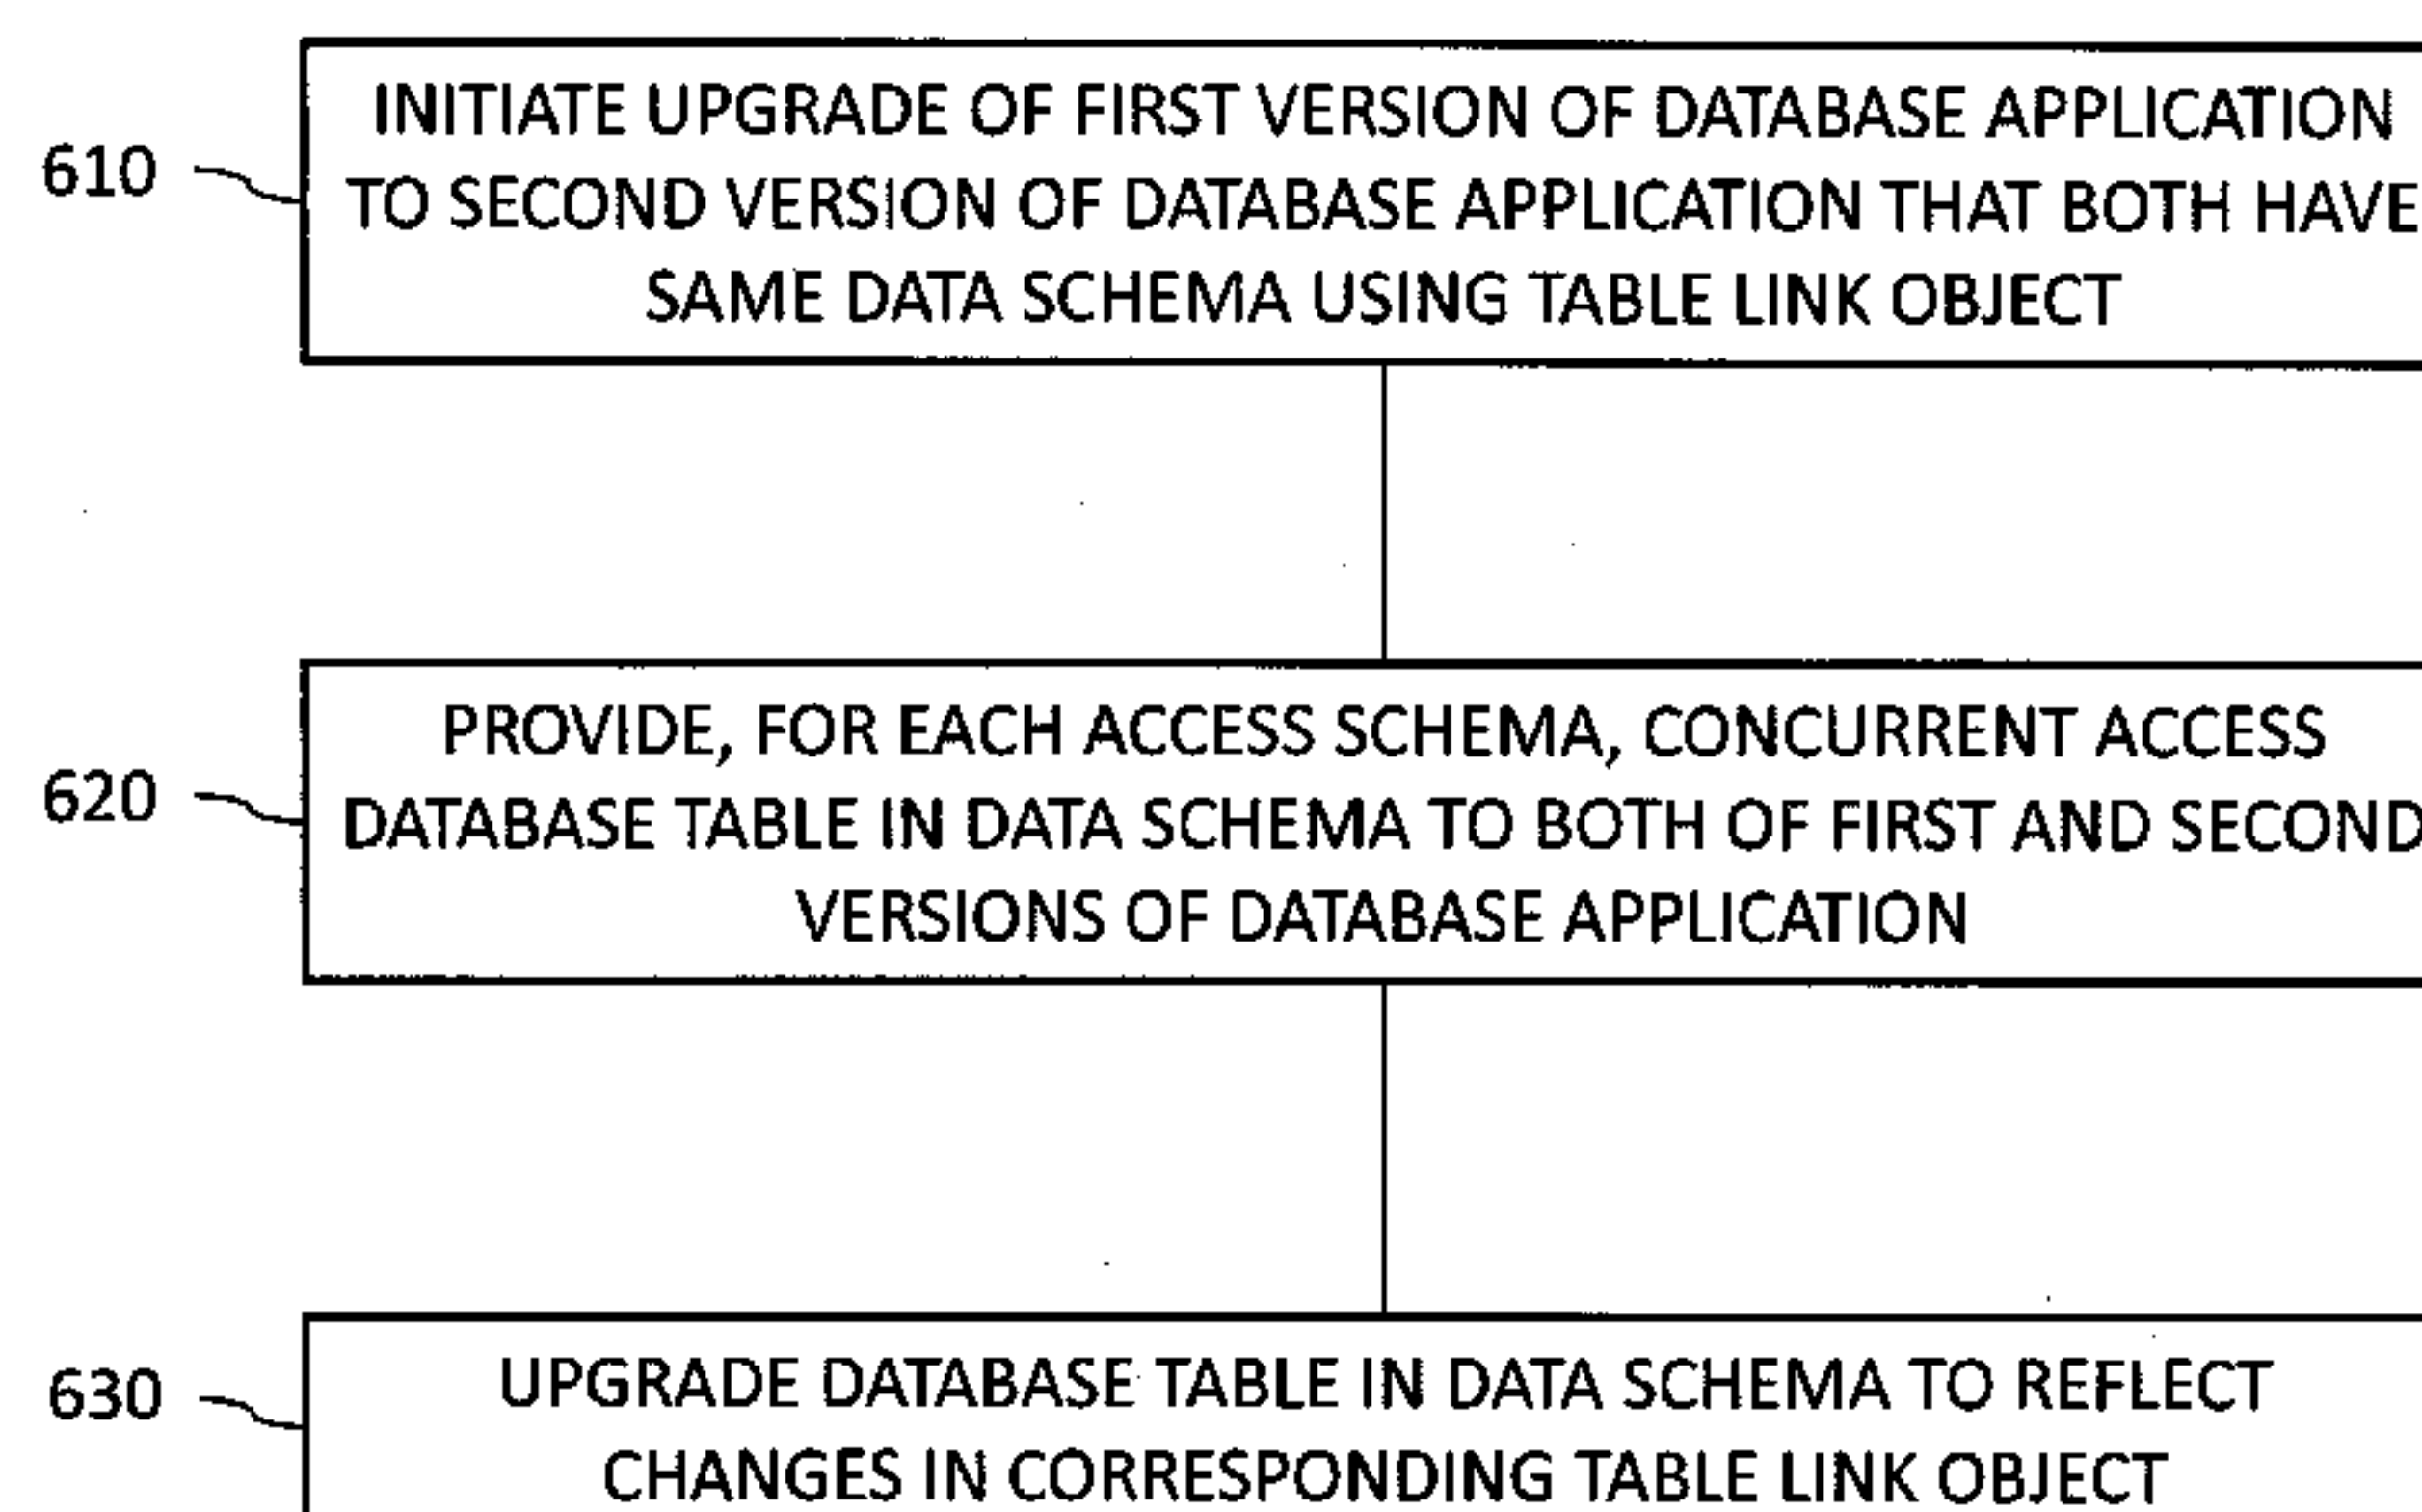 610
INITIATE UPGRADE OF FIRST VERSION OF DATABASE APPLICATION
TO SECOND VERSION OF DATABASE APPLICATION THAT BOTH HAVE
SAME DATA SCHEMA USING TABLE LINK OBJECT
620
PROVIDE, FOR EACH ACCESS SCHEMA, CONCURRENT ACCESS
DATABASE TABLE IN DATA SCHEMA TO BOTH OF FIRST AND SECOND
VERSIONS OF DATABASE APPLICATION
630
UPGRADE DATABASE TABLE IN DATA SCHEMA TO REFLECT
CHANGES IN CORRESPONDING TABLE LINK OBJECT